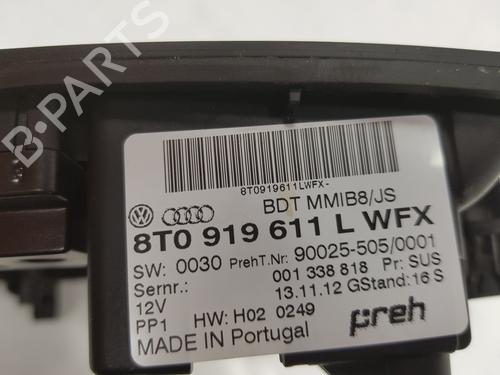 B-PARTS
8T0919611LWFX-
BDT MMIB8/JS
8T0 919 611 L WFX
SW: 0030 PrehT.Nr: 90025-505/0001
Sernr.: 001 338 818 Pr: SUS
12V 13.11.12 GStand: 16 S
PP1 HW: H02 0249
MADE IN Portugal preh